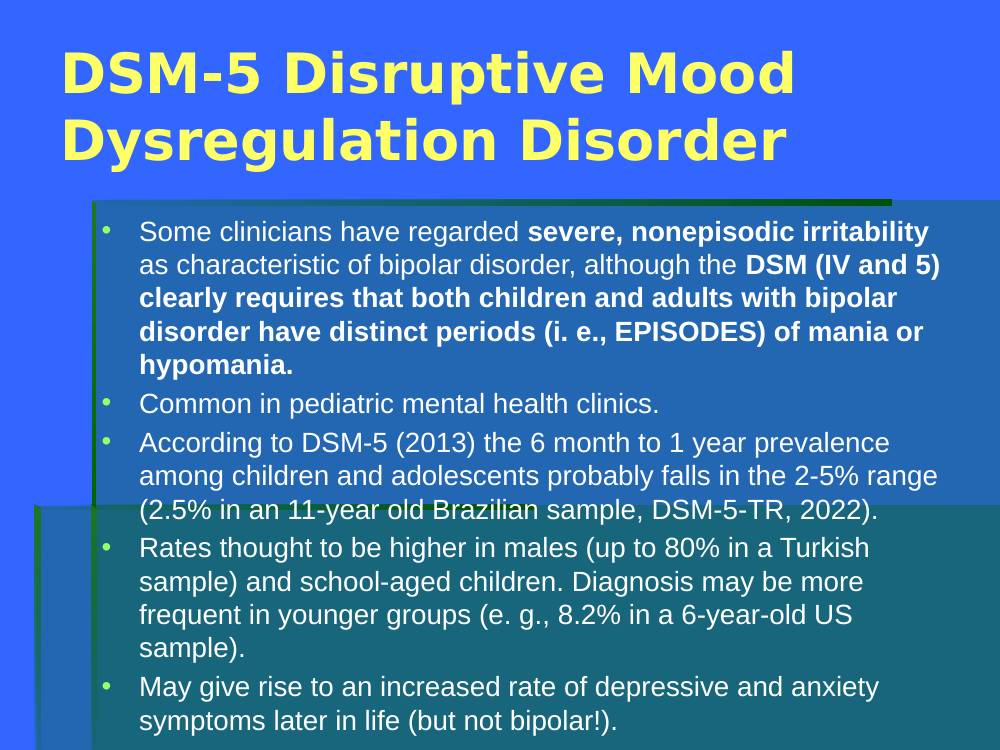 DSM-5 Disruptive Mood
Dysregulation Disorder
• Some clinicians have regarded severe, nonepisodic irritability
as characteristic of bipolar disorder, although the DSM (IV and 5)
clearly requires that both children and adults with bipolar
disorder have distinct periods (i. e., EPISODES) of mania or
hypomania.
• Common in pediatric mental health clinics.
• According to DSM-5 (2013) the 6 month to 1 year prevalence
among children and adolescents probably falls in the 2-5% range
(2.5% in an 11-year old Brazilian sample, DSM-5-TR, 2022).
• Rates thought to be higher in males (up to 80% in a Turkish
sample) and school-aged children. Diagnosis may be more
frequent in younger groups (e. g., 8.2% in a 6-year-old US
sample).
• May give rise to an increased rate of depressive and anxiety
symptoms later in life (but not bipolar!).